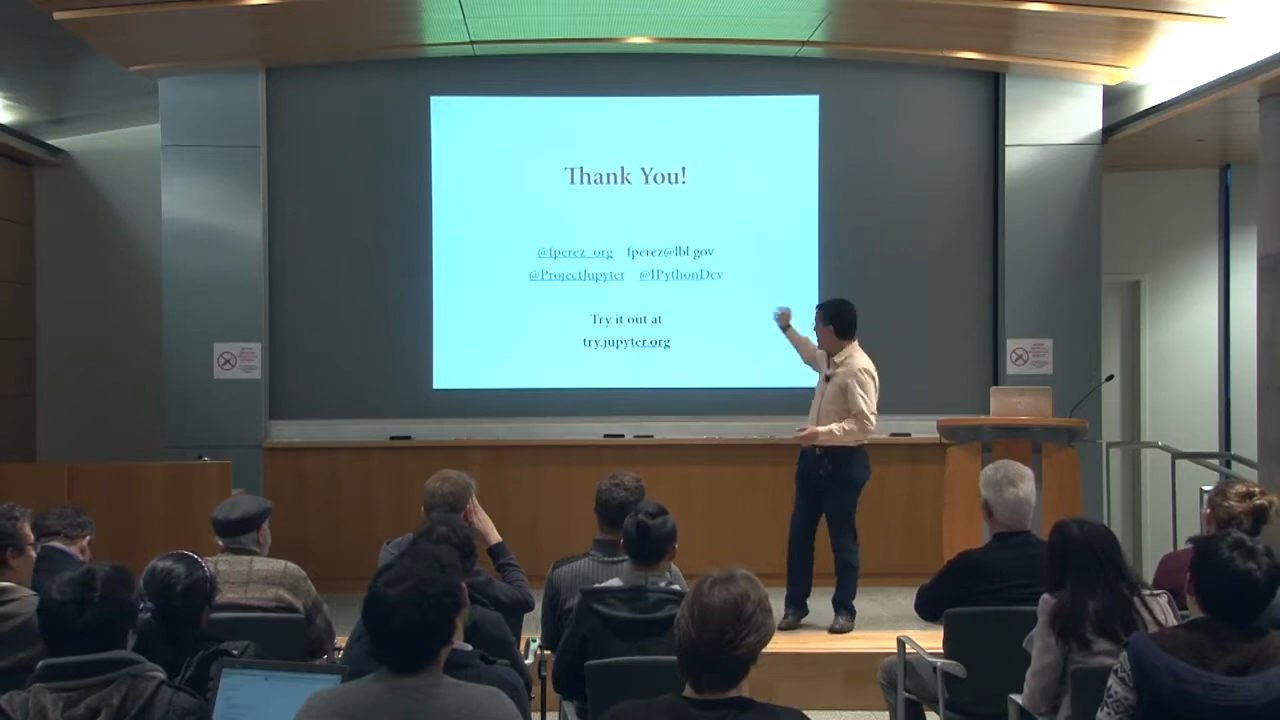 Thank You!
@fperez_org fperez@lbl.gov
@ProjectJupyter @IPythonDev
Try it out at
try.jupyter.org